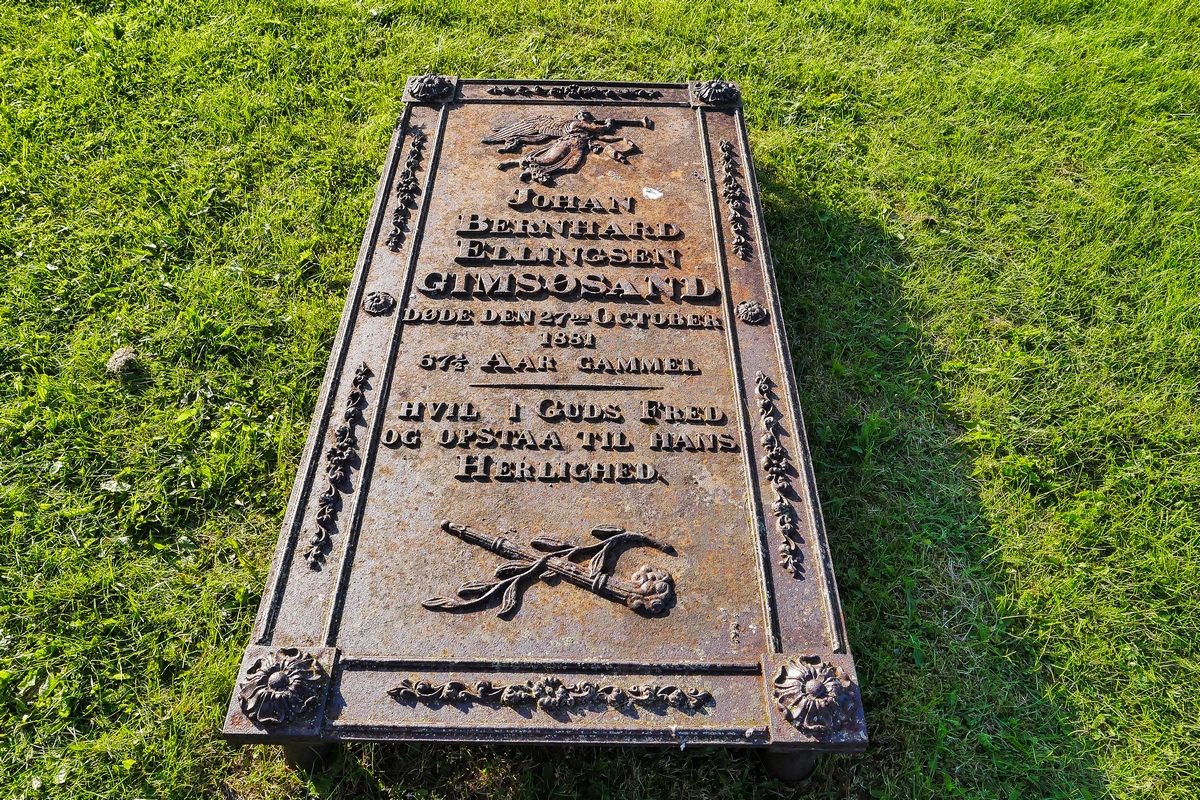 JOHAN
BERNHARD
ELLINGSEN
GIMSØSAND
DØDE DEN 27DE OCTOBER
1881
67½ AAR GAMMEL
HVIL I GUDS FRED
OG OPSTAA TIL HANS
HERLIGHED.